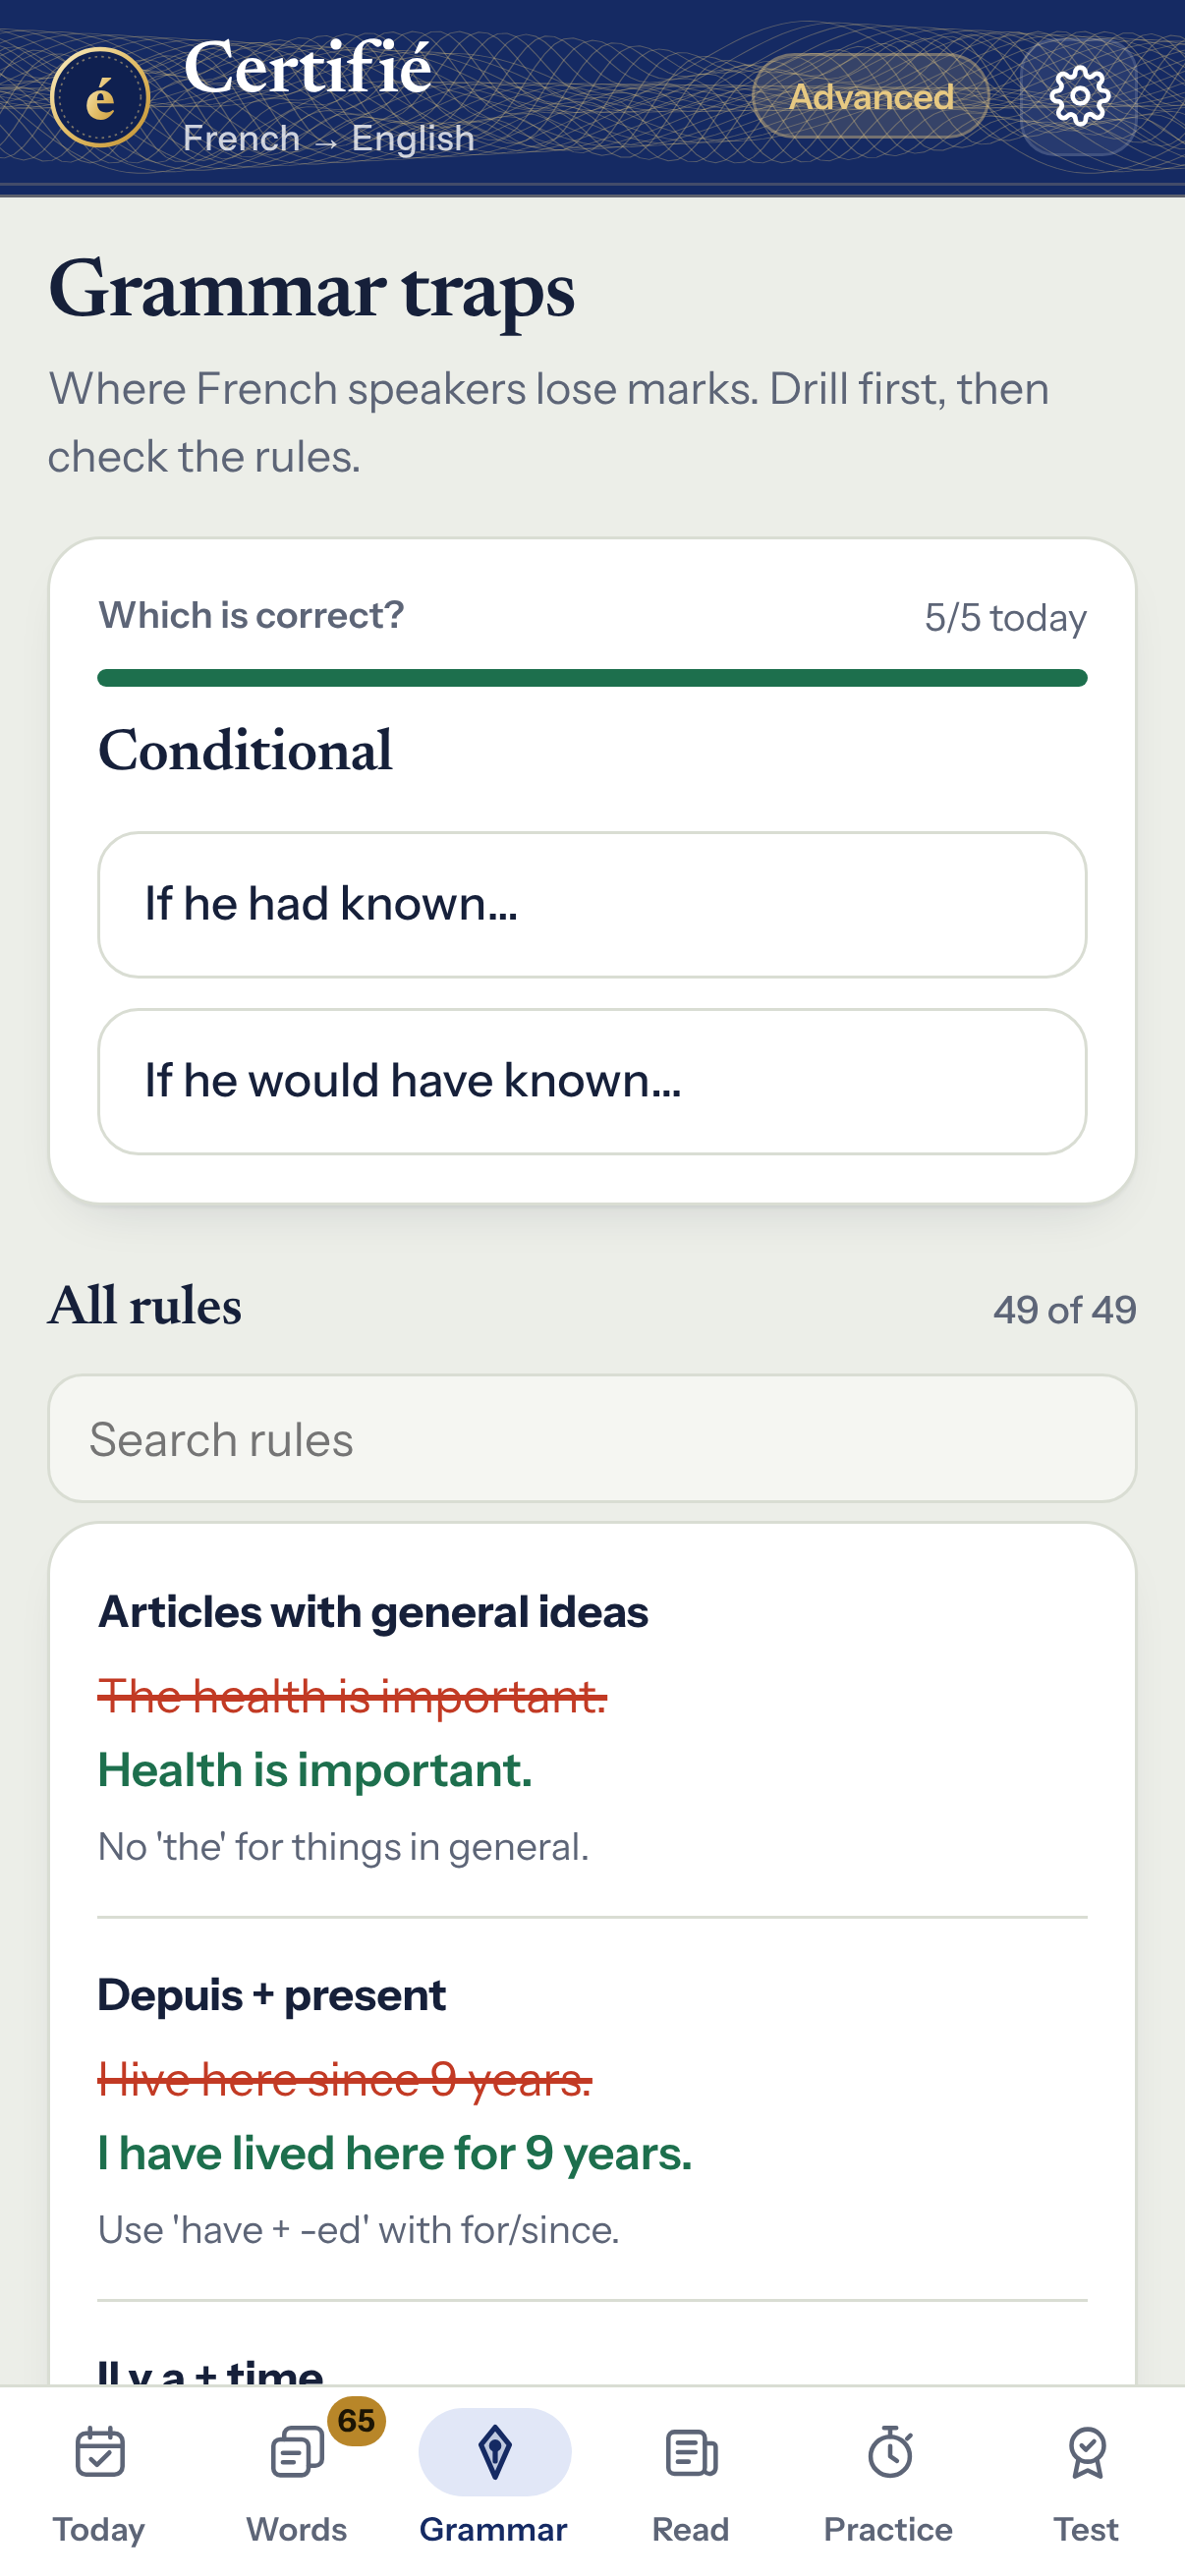 é
Certifié
French → English
Advanced
Grammar traps
Where French speakers lose marks. Drill first, then
check the rules.
Which is correct?
5/5 today
Conditional
If he had known...
If he would have known...
All rules
49 of 49
Search rules
Articles with general ideas
The health is important.
Health is important.
No 'the' for things in general.
Depuis + present
I live here since 9 years.
I have lived here for 9 years.
Use 'have + -ed' with for/since.
Il y a + time
65
Today
Words
Grammar
Read
Practice
Test